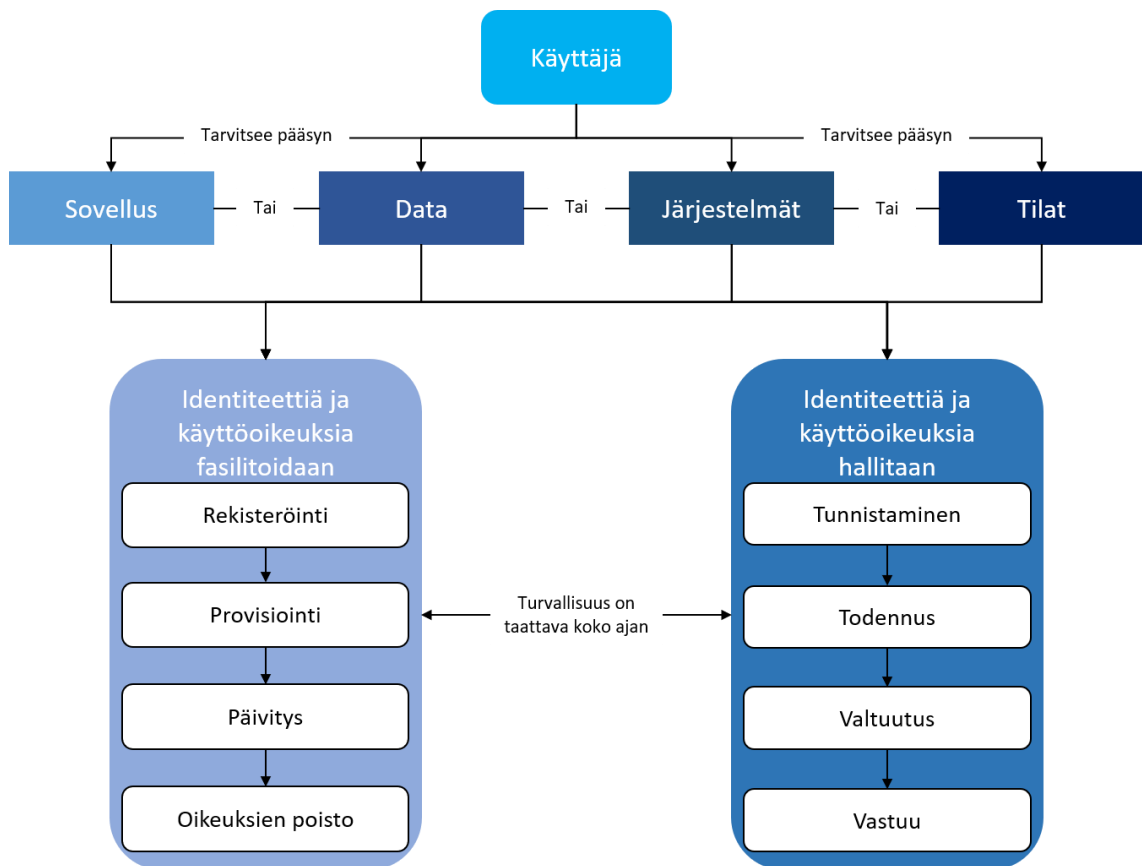 Käyttäjä
Tarvitsee pääsyn
Tarvitsee pääsyn
Sovellus
Tai
Data
Tai
Järjestelmät
Tai
Tilat
Identiteettiä ja
käyttöoikeuksia
fasilitoidaan
Rekisteröinti
Provisiointi
Päivitys
Oikeuksien poisto
Turvallisuus on
taattava koko ajan
Identiteettiä ja
käyttöoikeuksia
hallitaan
Tunnistaminen
Todennus
Valtuutus
Vastuu